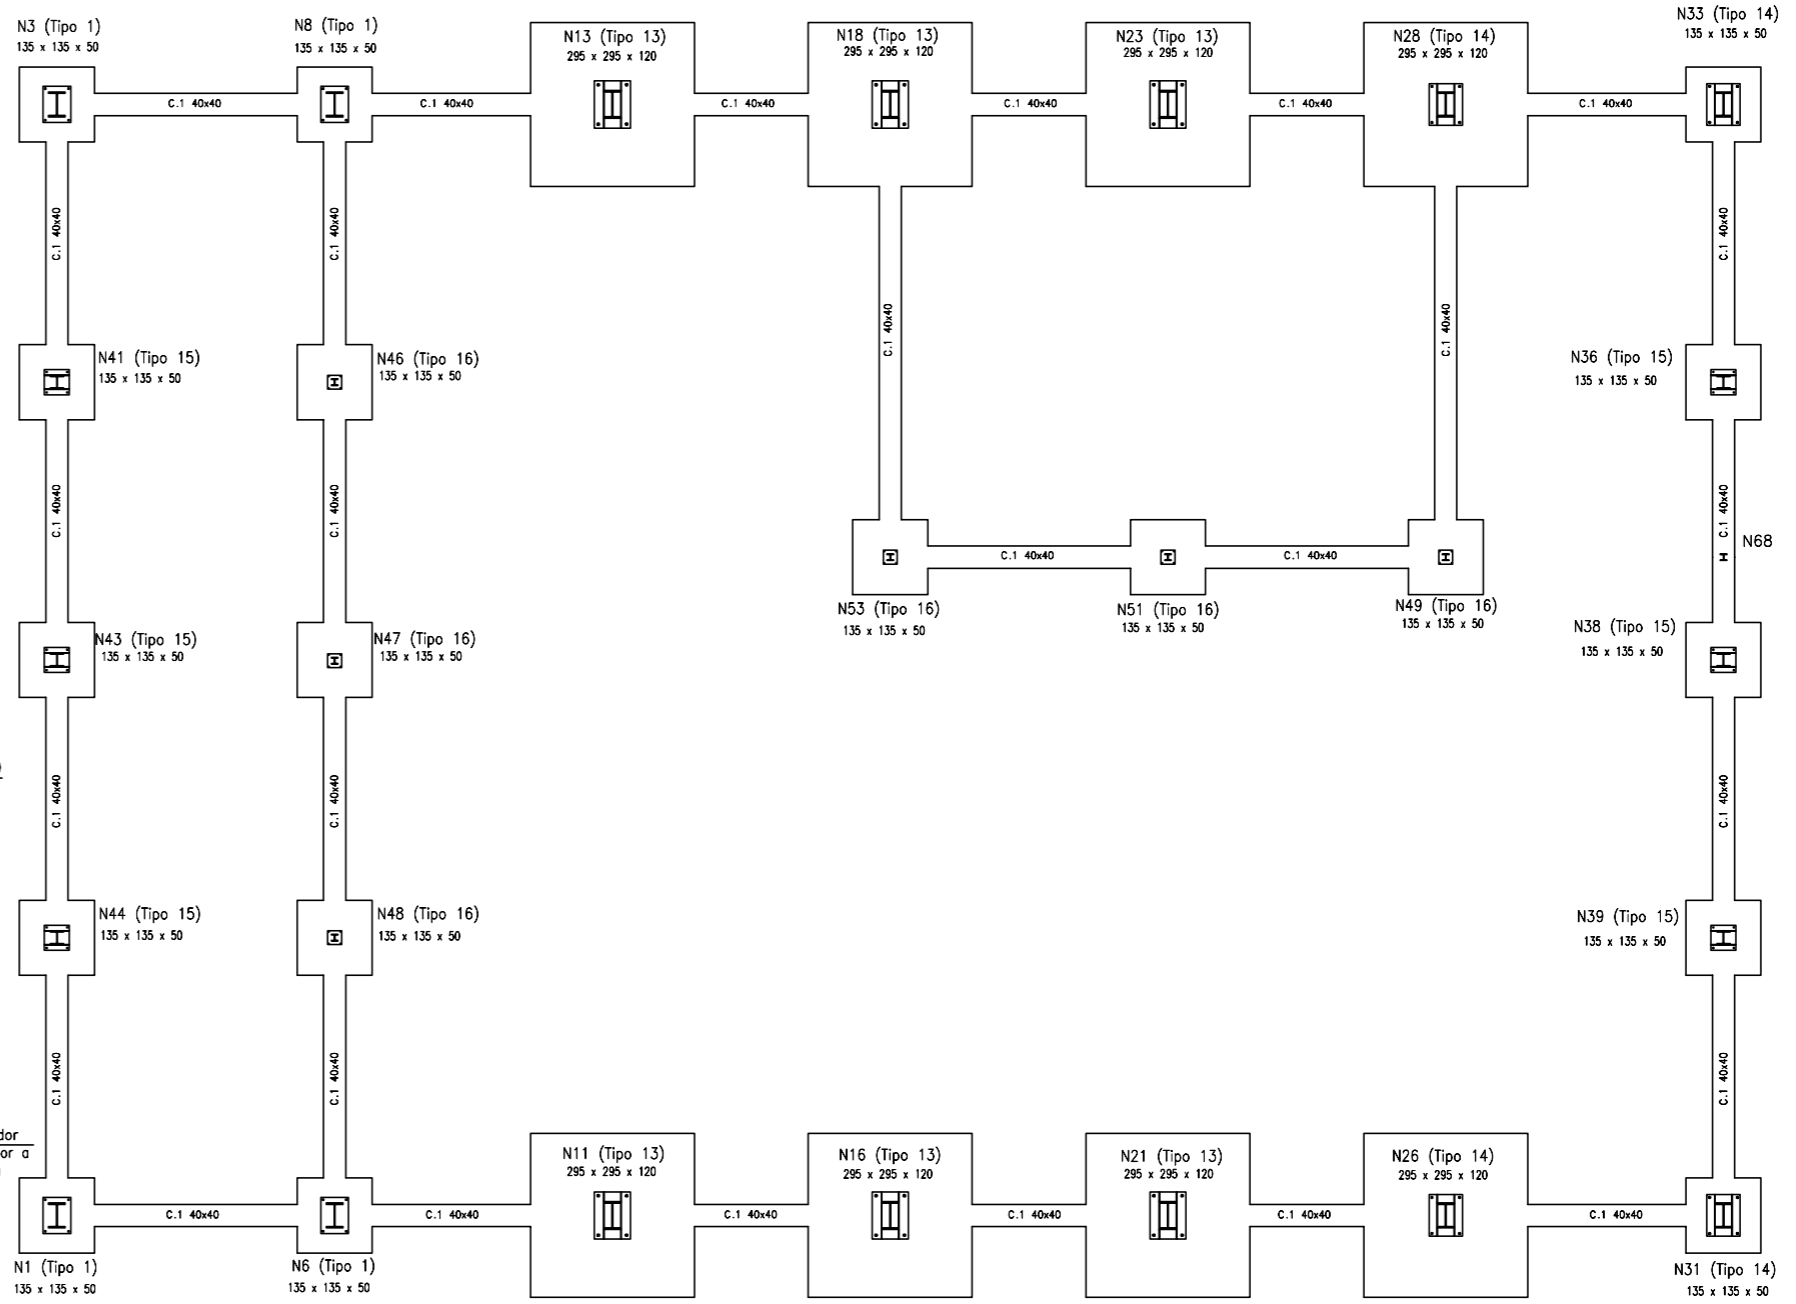 N3 (Tipo 1)
135 x 135 x 50
N8 (Tipo 1)
135 x 135 x 50
N13 (Tipo 13)
295 x 295 x 120
N18 (Tipo 13)
295 x 295 x 120
N23 (Tipo 13)
295 x 295 x 120
N28 (Tipo 14)
295 x 295 x 120
N33 (Tipo 14)
135 x 135 x 50
C.1 40x40
C.1 40x40
C.1 40x40
C.1 40x40
C.1 40x40
C.1 40x40
C.1 40x40
C.1 40x40
C.1 40x40
C.1 40x40
C.1 40x40
N41 (Tipo 15)
135 x 135 x 50
N46 (Tipo 16)
135 x 135 x 50
N36 (Tipo 15)
135 x 135 x 50
C.1 40x40
C.1 40x40
C.1 40x40
N68
C.1 40x40
C.1 40x40
N53 (Tipo 16)
135 x 135 x 50
N51 (Tipo 16)
135 x 135 x 50
N49 (Tipo 16)
135 x 135 x 50
N43 (Tipo 15)
135 x 135 x 50
N47 (Tipo 16)
135 x 135 x 50
N38 (Tipo 15)
135 x 135 x 50
C.1 40x40
C.1 40x40
C.1 40x40
N44 (Tipo 15)
135 x 135 x 50
N48 (Tipo 16)
135 x 135 x 50
N39 (Tipo 15)
135 x 135 x 50
C.1 40x40
C.1 40x40
C.1 40x40
dor
or a
N11 (Tipo 13)
295 x 295 x 120
N16 (Tipo 13)
295 x 295 x 120
N21 (Tipo 13)
295 x 295 x 120
N26 (Tipo 14)
295 x 295 x 120
C.1 40x40
C.1 40x40
C.1 40x40
C.1 40x40
C.1 40x40
C.1 40x40
N1 (Tipo 1)
135 x 135 x 50
N6 (Tipo 1)
135 x 135 x 50
N31 (Tipo 14)
135 x 135 x 50